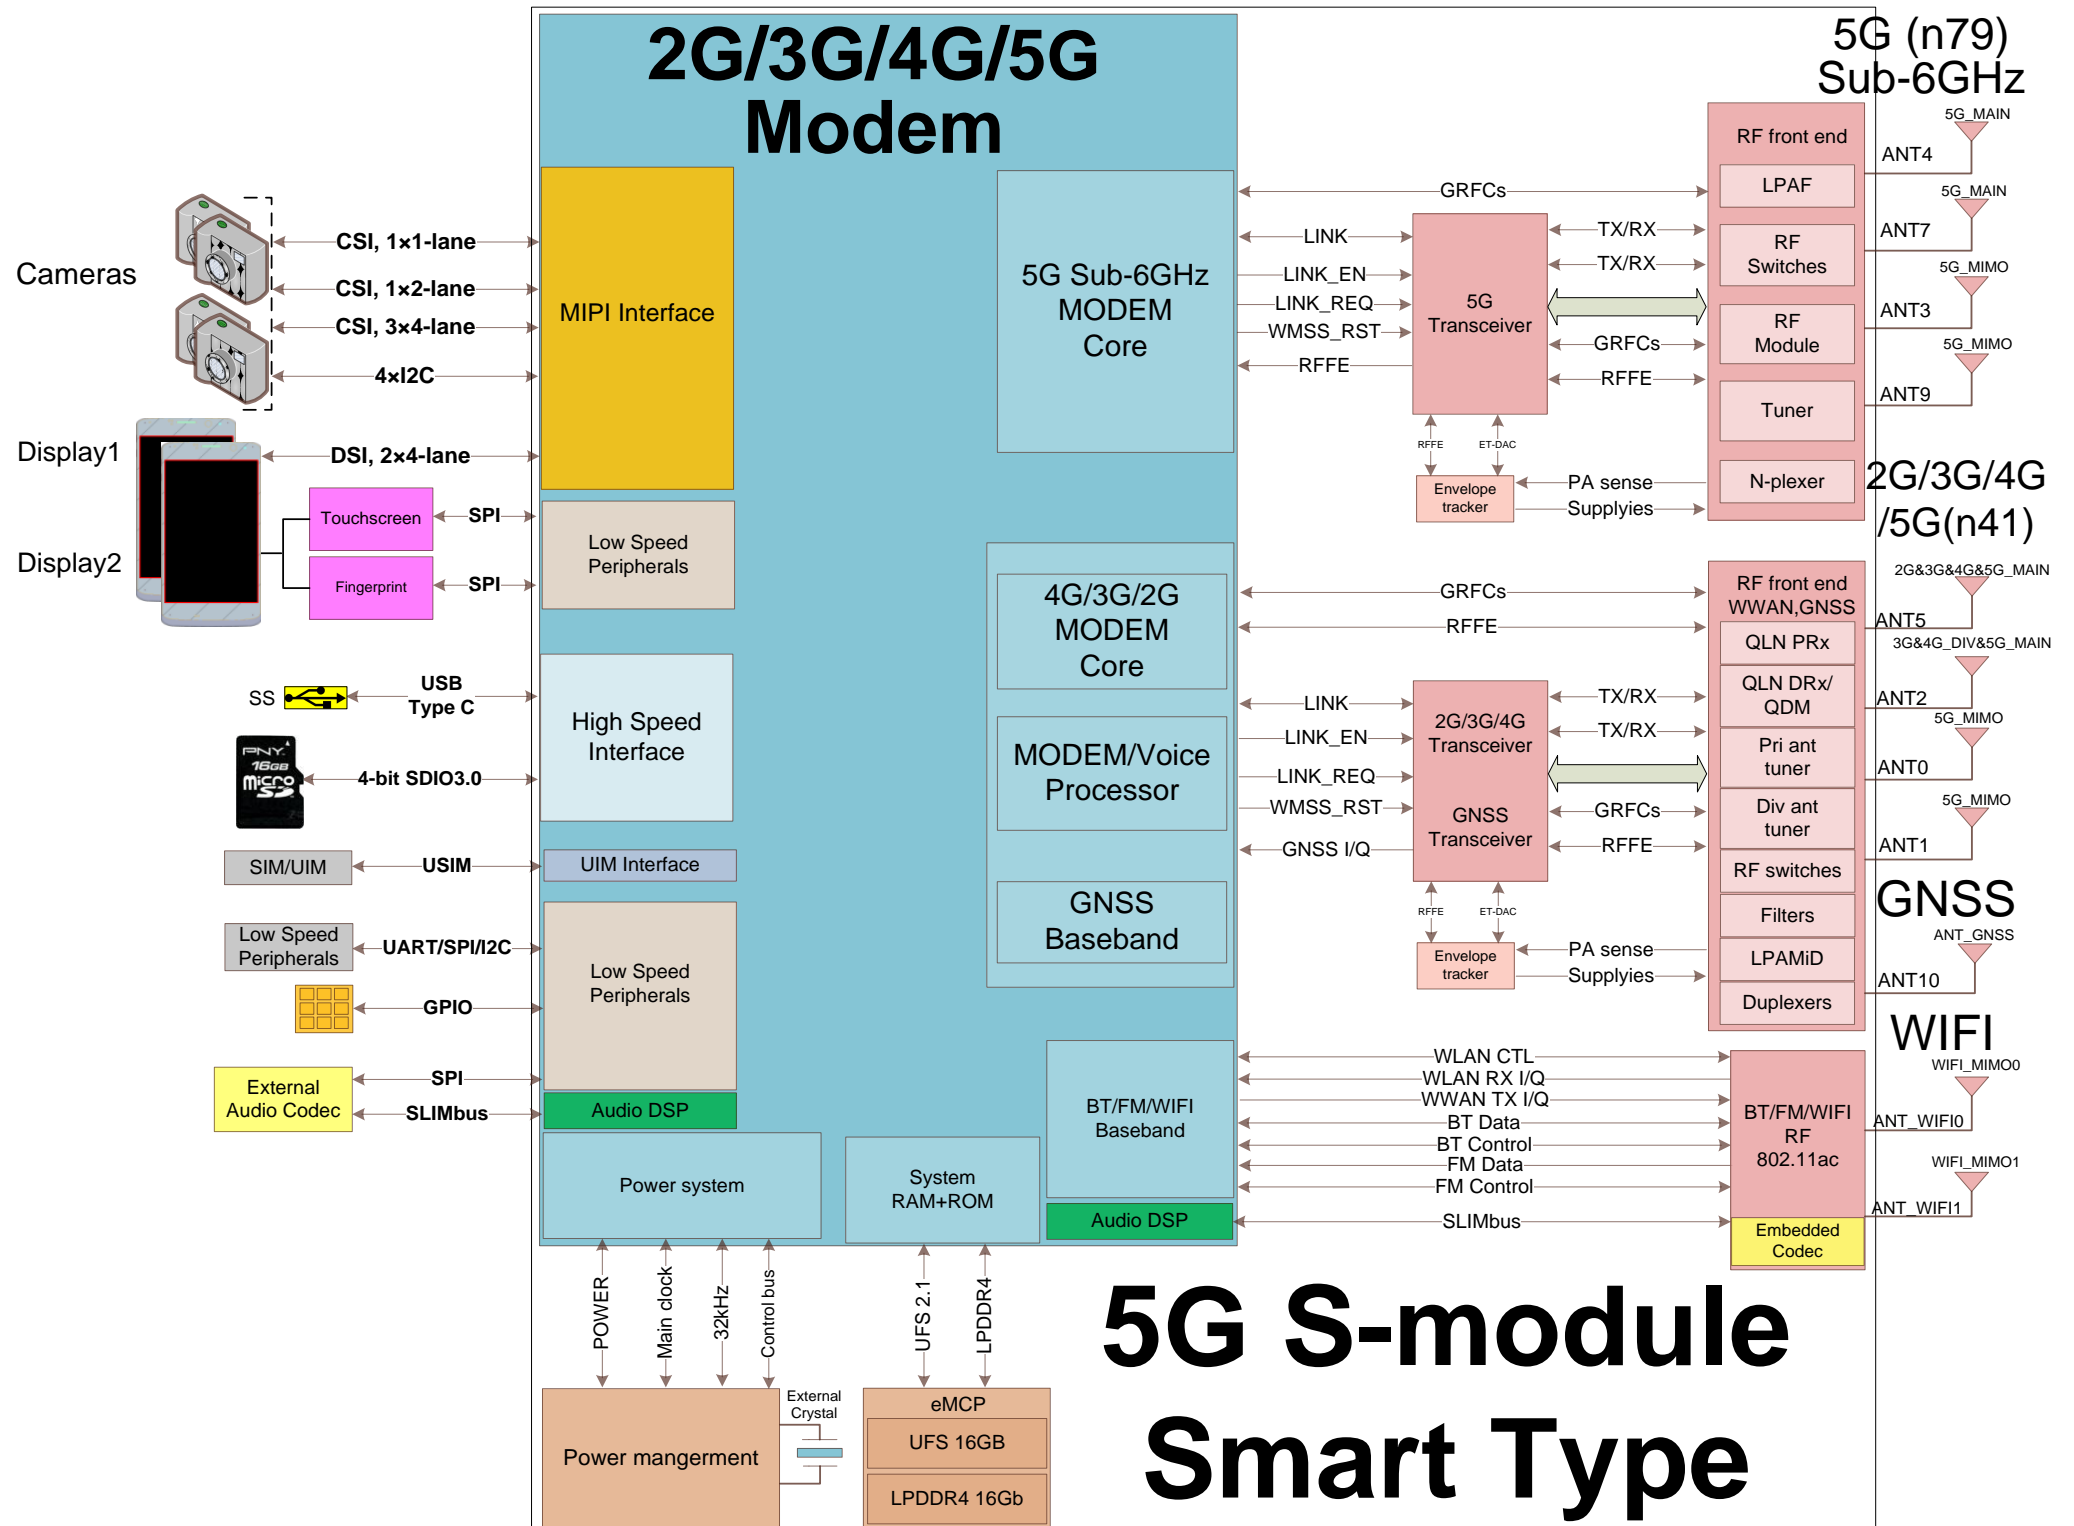 2G/3G/4G/5G
Modem
5G (n79)
Sub-6GHz
Cameras
CSI, 1×1-lane
CSI, 1×2-lane
CSI, 3×4-lane
4×I2C
MIPI Interface
Display1
Display2
DSI, 2×4-lane
Touchscreen
SPI
Fingerprint
SPI
Low Speed
Peripherals
SS
USB
Type C
4-bit SDIO3.0
PNY
16GB
micro
SD
High Speed
Interface
SIM/UIM
USIM
UIM Interface
Low Speed
Peripherals
UART/SPI/I2C
GPIO
Low Speed
Peripherals
External
Audio Codec
SPI
SLIMbus
Audio DSP
Power system
System
RAM+ROM
POWER
Main clock
32kHz
Control bus
UFS 2.1
LPDDR4
Power mangerment
External
Crystal
eMCP
UFS 16GB
LPDDR4 16Gb
5G Sub-6GHz
MODEM
Core
GRFCs
LINK
LINK_EN
LINK_REQ
WMSS_RST
RFFE
5G
Transceiver
TX/RX
TX/RX
GRFCs
RFFE
RFFE
ET-DAC
Envelope
tracker
PA sense
Supplyies
RF front end
LPAF
RF
Switches
RF
Module
Tuner
N-plexer
5G_MAIN
ANT4
5G_MAIN
ANT7
5G_MIMO
ANT3
5G_MIMO
ANT9
2G/3G/4G
/5G(n41)
4G/3G/2G
MODEM
Core
MODEM/Voice
Processor
GNSS
Baseband
GRFCs
RFFE
LINK
LINK_EN
LINK_REQ
WMSS_RST
GNSS I/Q
2G/3G/4G
Transceiver
GNSS
Transceiver
TX/RX
TX/RX
GRFCs
RFFE
RFFE
ET-DAC
Envelope
tracker
PA sense
Supplyies
RF front end
WWAN,GNSS
QLN PRx
QLN DRx/
QDM
Pri ant
tuner
Div ant
tuner
RF switches
Filters
LPAMiD
Duplexers
2G&3G&4G&5G_MAIN
ANT5
3G&4G_DIV&5G_MAIN
ANT2
5G_MIMO
ANT0
5G_MIMO
ANT1
GNSS
ANT_GNSS
ANT10
WIFI
WIFI_MIMO0
ANT_WIFI0
WIFI_MIMO1
ANT_WIFI1
BT/FM/WIFI
Baseband
Audio DSP
WLAN CTL
WLAN RX I/Q
WWAN TX I/Q
BT Data
BT Control
FM Data
FM Control
SLIMbus
BT/FM/WIFI
RF
802.11ac
Embedded
Codec
5G S-module
Smart Type